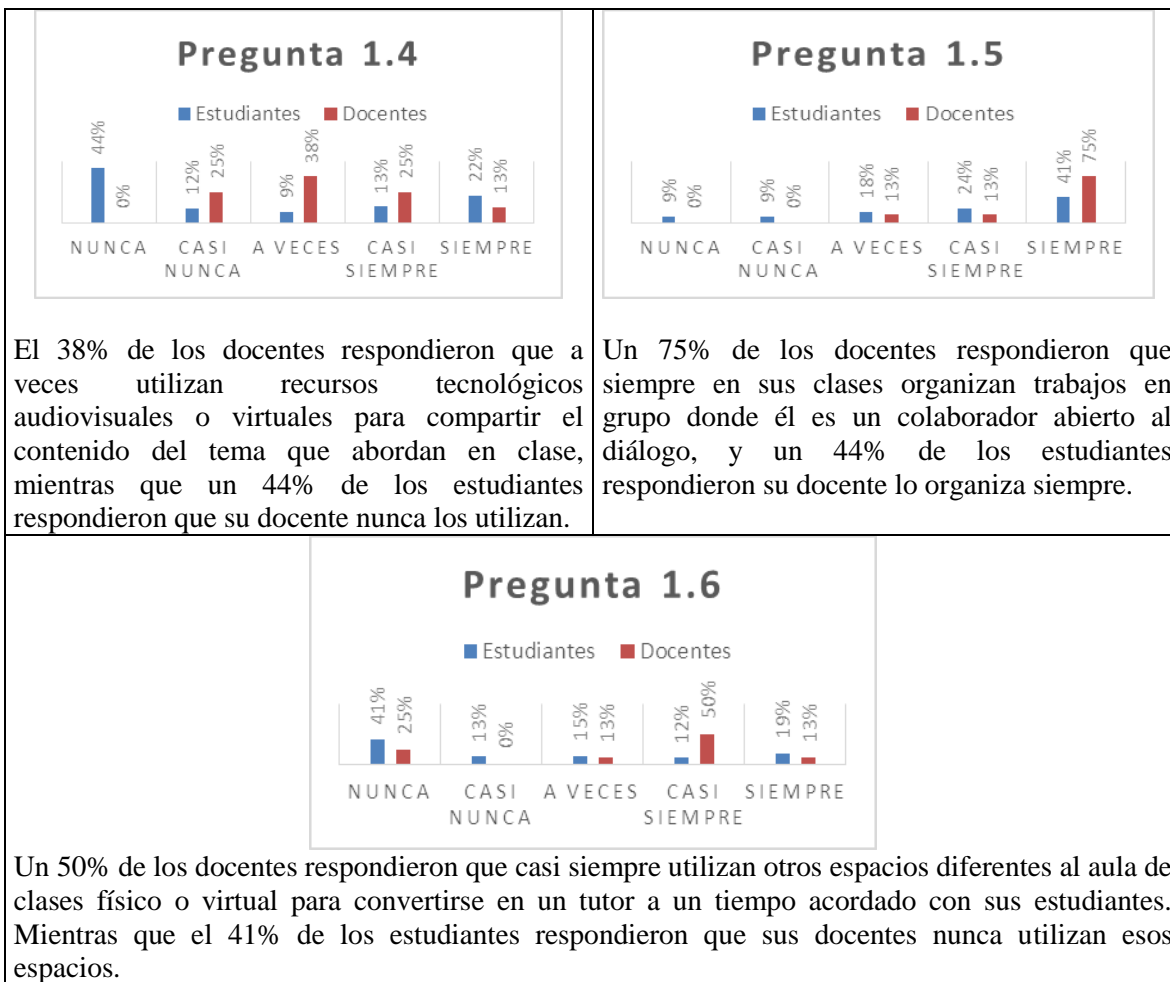 Pregunta 1.4
Estudiantes Docentes
44% 0% 12% 25% 9% 38% 13% 25% 22% 13%
NUNCA CASI NUNCA A VECES CASI SIEMPRE SIEMPRE
El 38% de los docentes respondieron que a
veces utilizan recursos tecnológicos
audiovisuales o virtuales para compartir el
contenido del tema que abordan en clase,
mientras que un 44% de los estudiantes
respondieron que su docente nunca los utilizan.
Pregunta 1.5
Estudiantes Docentes
9% 0% 9% 0% 18% 13% 24% 13% 41% 75%
NUNCA CASI NUNCA A VECES CASI SIEMPRE SIEMPRE
Un 75% de los docentes respondieron que
siempre en sus clases organizan trabajos en
grupo donde él es un colaborador abierto al
diálogo, y un 44% de los estudiantes
respondieron su docente lo organiza siempre.
Pregunta 1.6
Estudiantes Docentes
41% 25% 13% 0% 15% 13% 12% 50% 19% 13%
NUNCA CASI NUNCA A VECES CASI SIEMPRE SIEMPRE
Un 50% de los docentes respondieron que casi siempre utilizan otros espacios diferentes al aula de
clases físico o virtual para convertirse en un tutor a un tiempo acordado con sus estudiantes.
Mientras que el 41% de los estudiantes respondieron que sus docentes nunca utilizan esos
espacios.